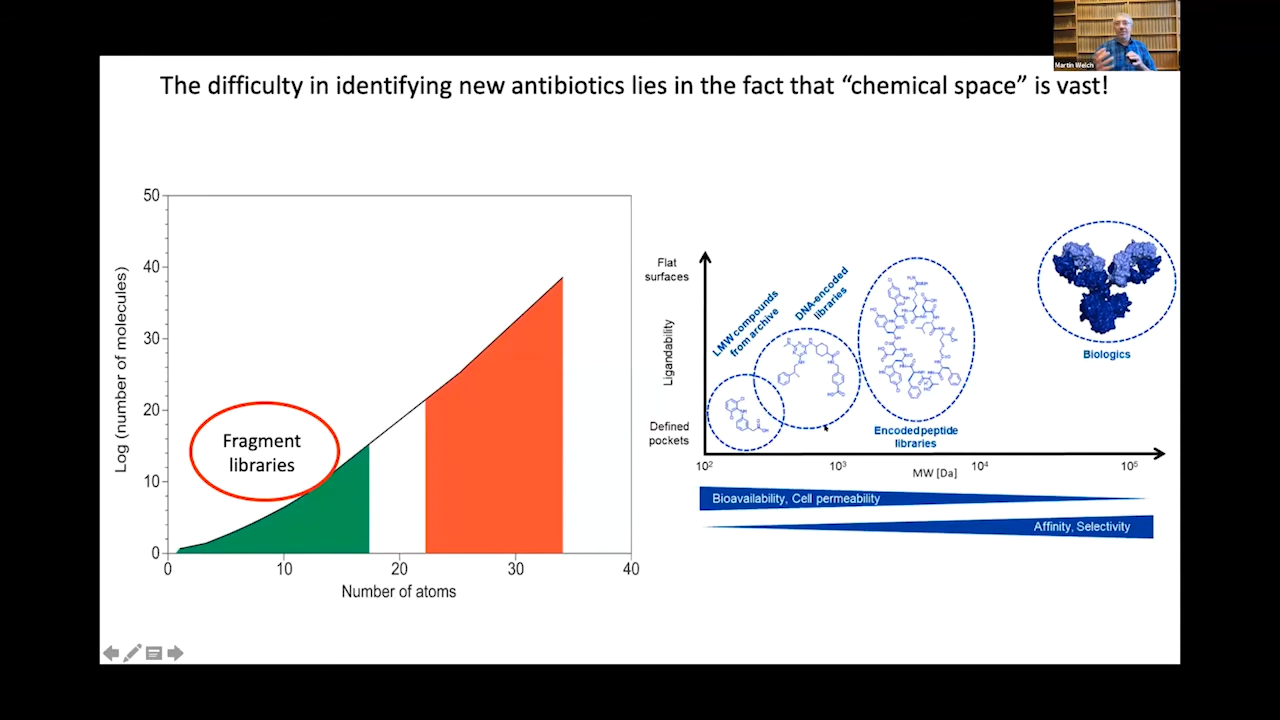 Martin Welch
The difficulty in identifying new antibiotics lies in the fact that “chemical space” is vast!
50
40
30
20
10
0
Log (number of molecules)
Fragment
libraries
0
10
20
30
40
Number of atoms
Flat
surfaces
Ligandability
Defined
pockets
LMW compounds
from archive
DNA-encoded
libraries
Encoded peptide
libraries
Biologics
10²
10³
10⁴
10⁵
MW [Da]
Bioavailability, Cell permeability
Affinity, Selectivity